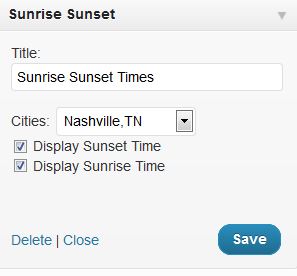 Sunrise Sunset
Title:
Sunrise Sunset Times
Cities: Nashville,TN
Display Sunset Time
Display Sunrise Time
Delete | Close Save